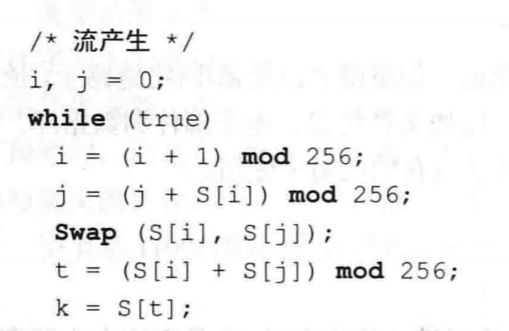 /* 流产生 */
i, j = 0;
while (true)
i = (i + 1) mod 256;
j = (j + S[i]) mod 256;
Swap (S[i], S[j]);
t = (S[i] + S[j]) mod 256;
k = S[t];